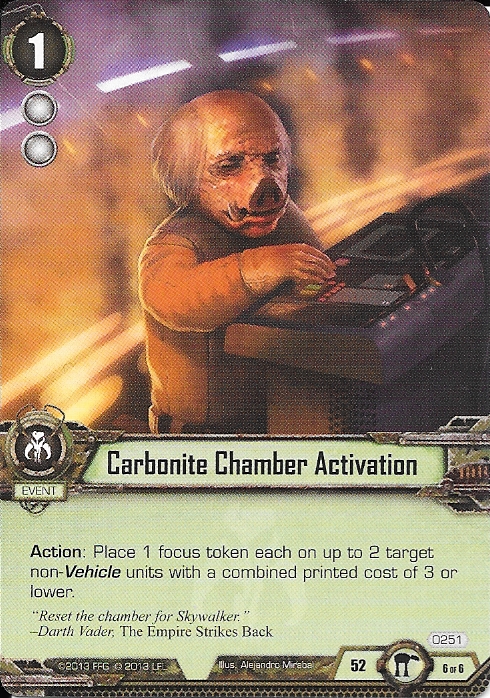 1
Carbonite Chamber Activation
EVENT
Action: Place 1 focus token each on up to 2 target
non-Vehicle units with a combined printed cost of 3 or
lower.
“Reset the chamber for Skywalker.”
–Darth Vader, The Empire Strikes Back
0251
©2013 FFG © 2013 LFL Illus. Alejandro Mirabal 52 6 OF 6